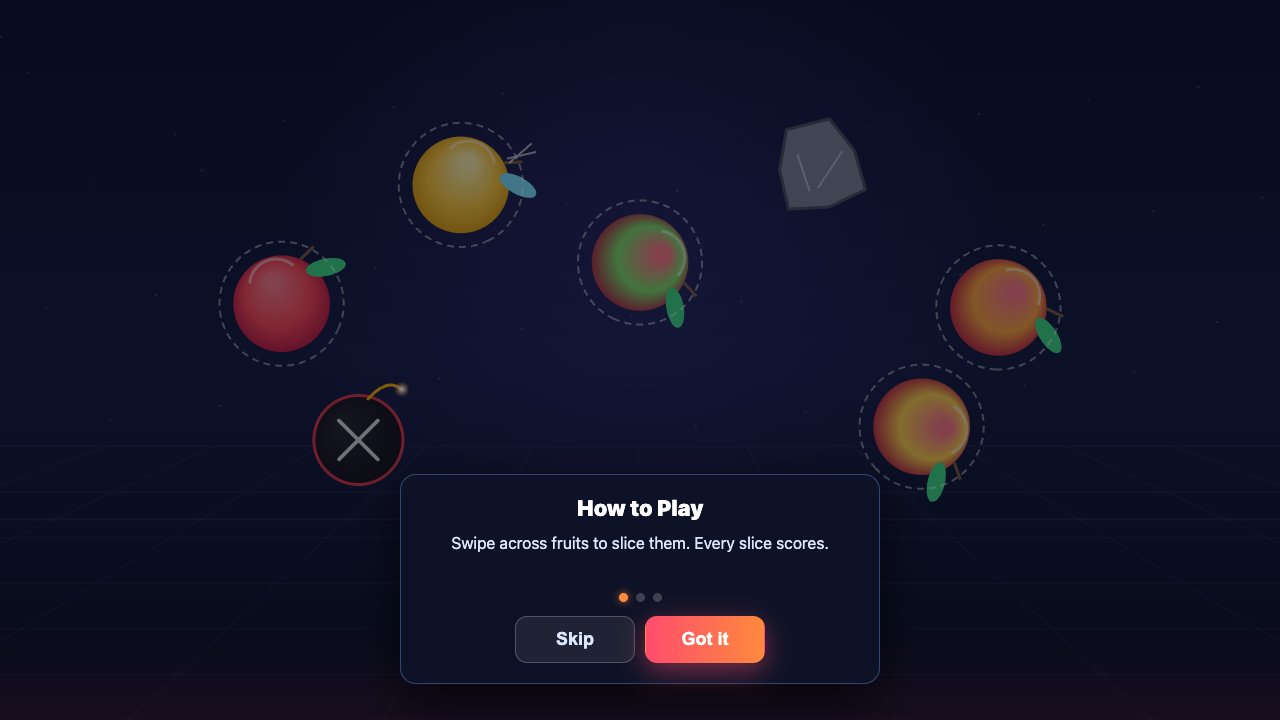 How to Play
Swipe across fruits to slice them. Every slice scores.
Skip
Got it